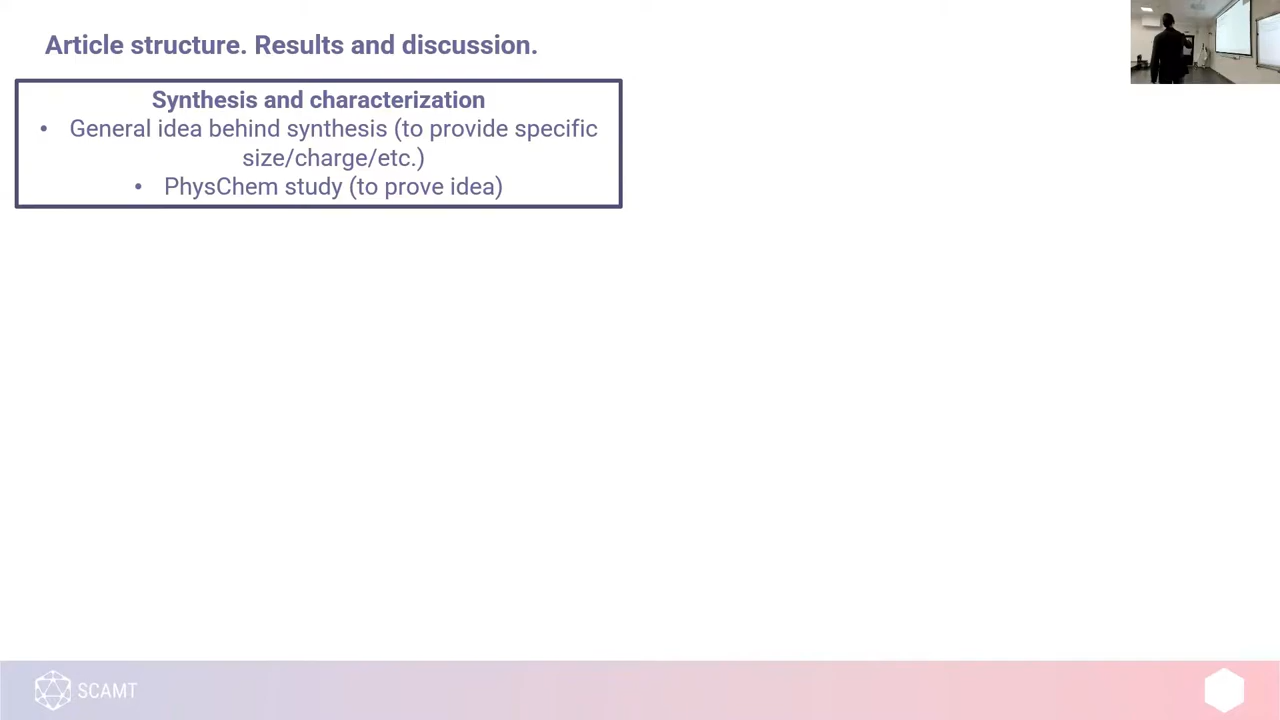 Article structure. Results and discussion.
Synthesis and characterization
• General idea behind synthesis (to provide specific
size/charge/etc.)
• PhysChem study (to prove idea)
SCAMT